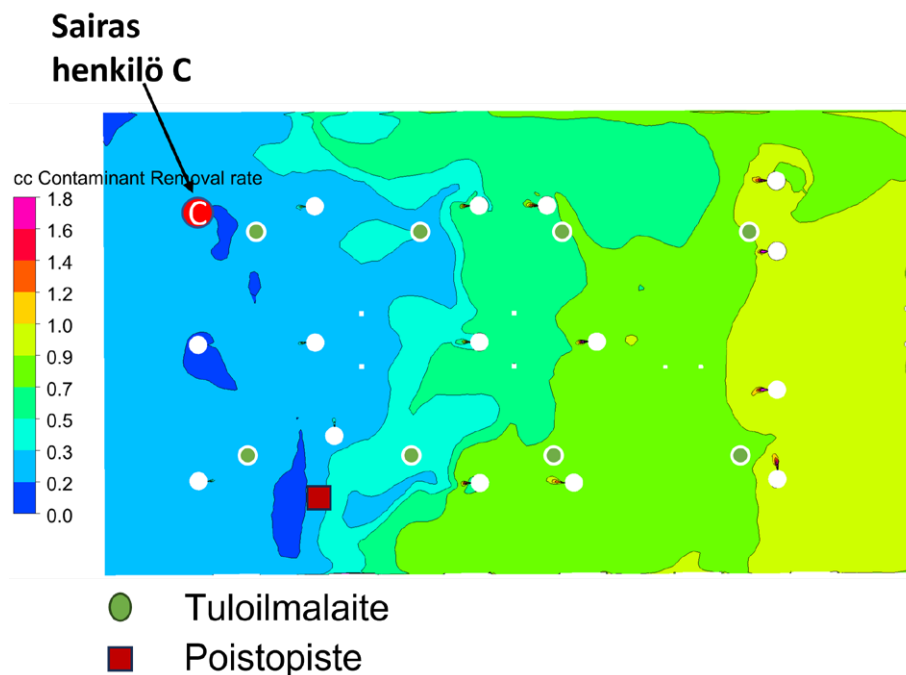 Sairas
henkilö C
cc Contaminant Removal rate
C
1.8
1.6
1.4
1.2
1.0
0.9
0.7
0.5
0.3
0.2
0.0
Tuloilmalaite
Poistopiste